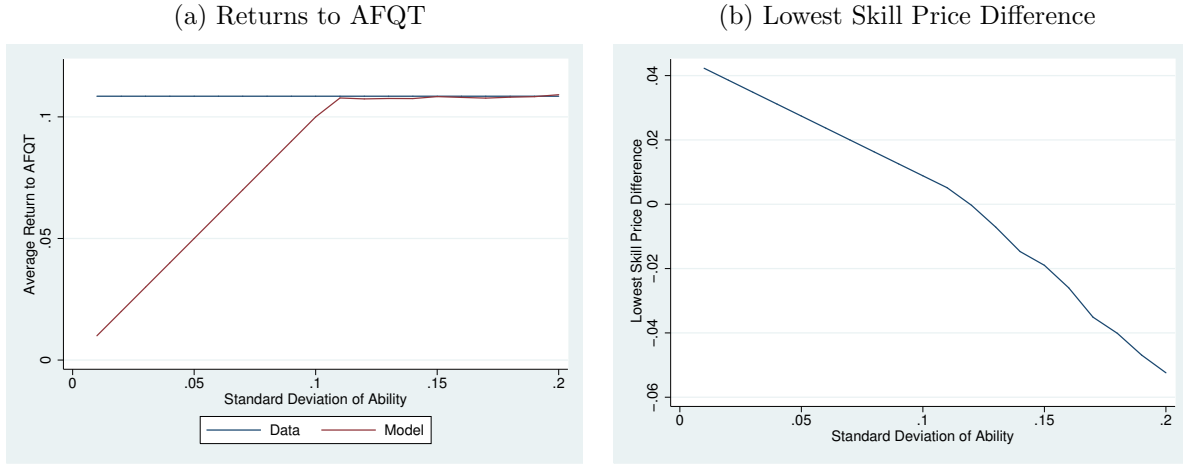 (a) Returns to AFQT
Average Return to AFQT
.1
.05
0
0
.05
.1
.15
.2
Standard Deviation of Ability
Data
Model
(b) Lowest Skill Price Difference
Lowest Skill Price Difference
.04
.02
0
-.02
-.04
-.06
0
.05
.1
.15
.2
Standard Deviation of Ability